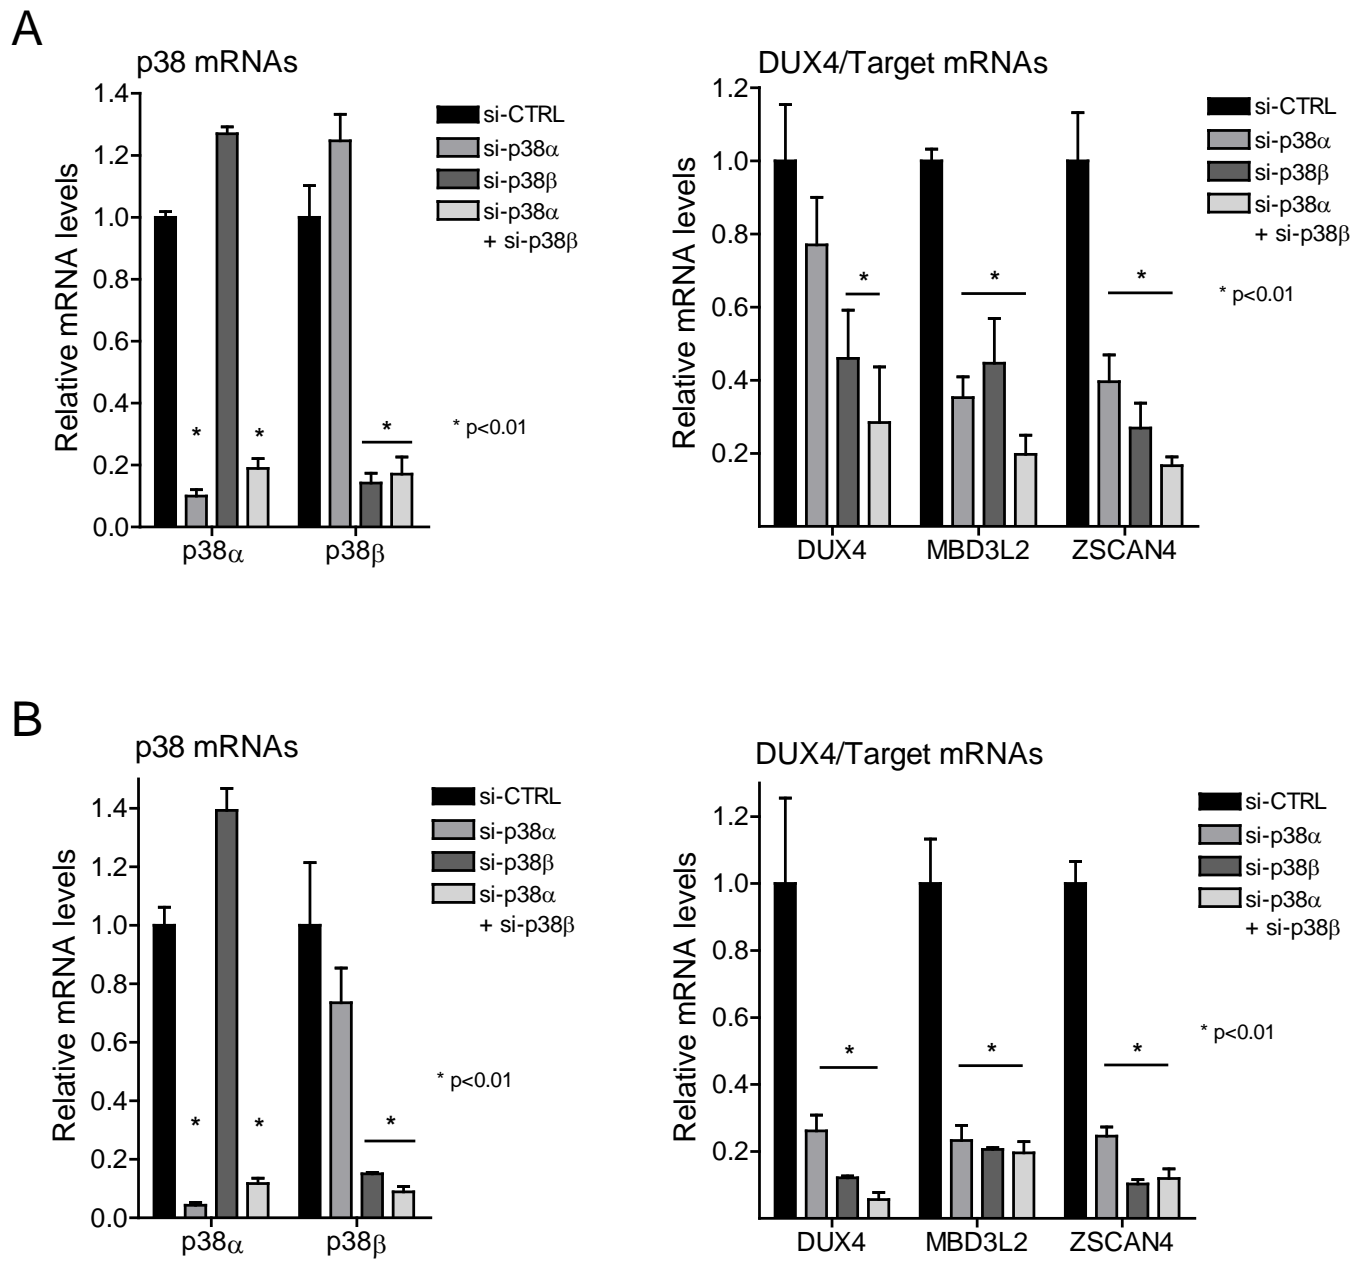 A
p38 mRNAs
Relative mRNA levels
1.4
1.2
1.0
0.8
0.6
0.4
0.2
0.0
* * *
p38α p38β
si-CTRL
si-p38α
si-p38β
si-p38α
+ si-p38β
* p<0.01
DUX4/Target mRNAs
Relative mRNA levels
1.2
1.0
0.8
0.6
0.4
0.2
* * *
DUX4 MBD3L2 ZSCAN4
si-CTRL
si-p38α
si-p38β
si-p38α
+ si-p38β
* p<0.01
B
p38 mRNAs
Relative mRNA levels
1.4
1.2
1.0
0.8
0.6
0.4
0.2
0.0
* * *
p38α p38β
si-CTRL
si-p38α
si-p38β
si-p38α
+ si-p38β
* p<0.01
DUX4/Target mRNAs
Relative mRNA levels
1.2
1.0
0.8
0.6
0.4
0.2
* * *
DUX4 MBD3L2 ZSCAN4
si-CTRL
si-p38α
si-p38β
si-p38α
+ si-p38β
* p<0.01